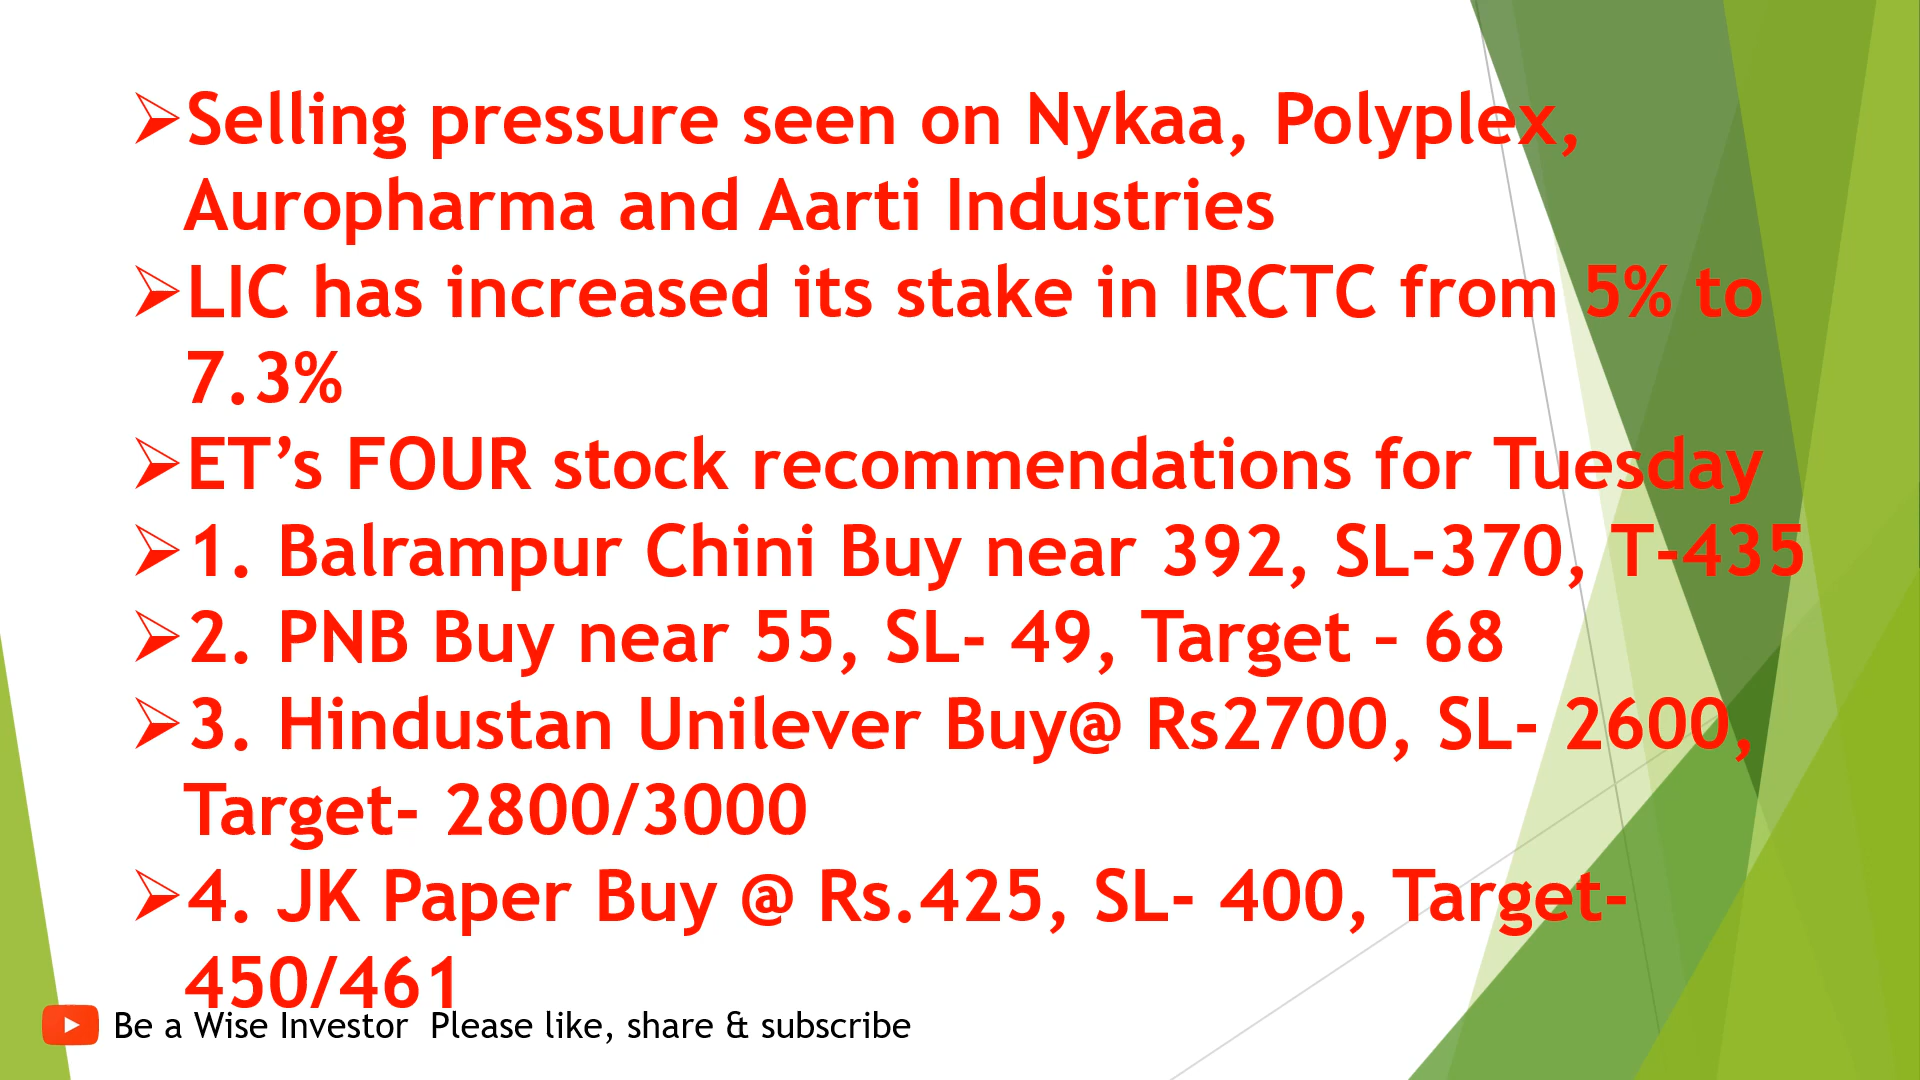 ➢Selling pressure seen on Nykaa, Polyplex,
Auropharma and Aarti Industries
➢LIC has increased its stake in IRCTC from 5% to
7.3%
➢ET’s FOUR stock recommendations for Tuesday
➢1. Balrampur Chini Buy near 392, SL-370, T-435
➢2. PNB Buy near 55, SL- 49, Target – 68
➢3. Hindustan Unilever Buy@ Rs2700, SL- 2600,
Target- 2800/3000
➢4. JK Paper Buy @ Rs.425, SL- 400, Target-
450/461
Be a Wise Investor  Please like, share & subscribe